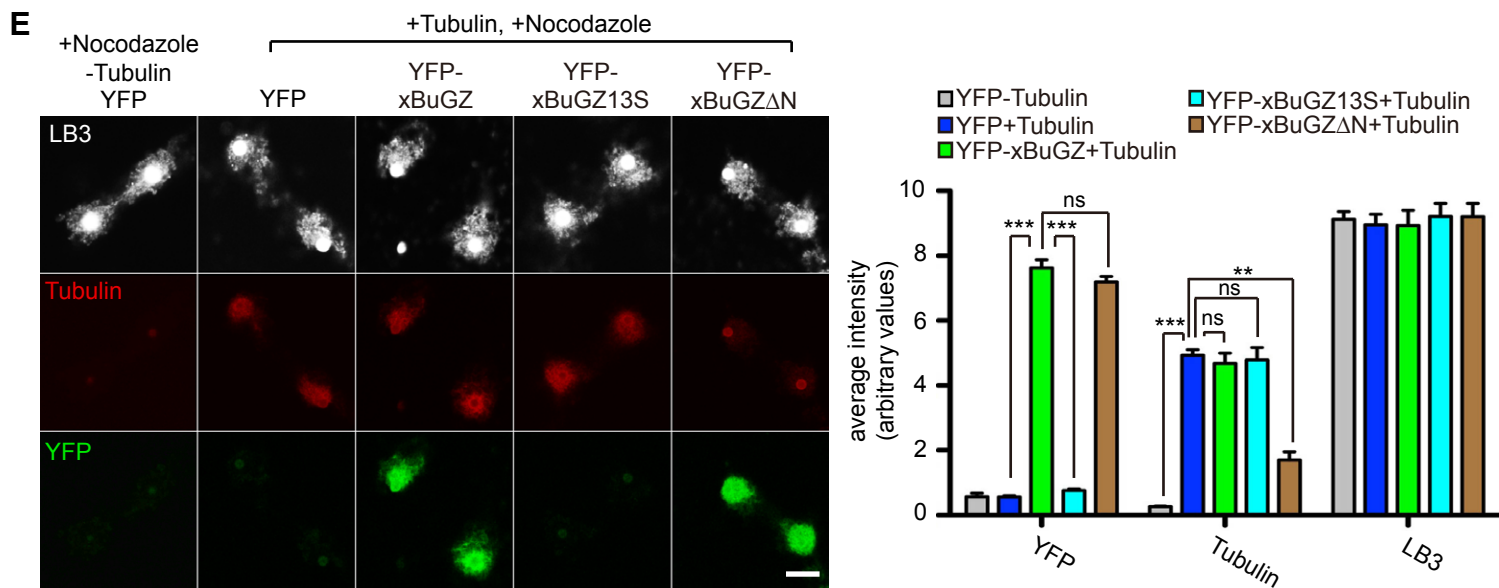 E
+Tubulin, +Nocodazole
+Nocodazole
-Tubulin
YFP
YFP
YFP-
xBuGZ
YFP-
xBuGZ13S
YFP-
xBuGZΔN
LB3
Tubulin
YFP
YFP-Tubulin
YFP+Tubulin
YFP-xBuGZ+Tubulin
YFP-xBuGZ13S+Tubulin
YFP-xBuGZΔN+Tubulin
average intensity
(arbitrary values)
10
8
6
4
2
0
***
***
ns
***
ns
ns
**
YFP
Tubulin
LB3